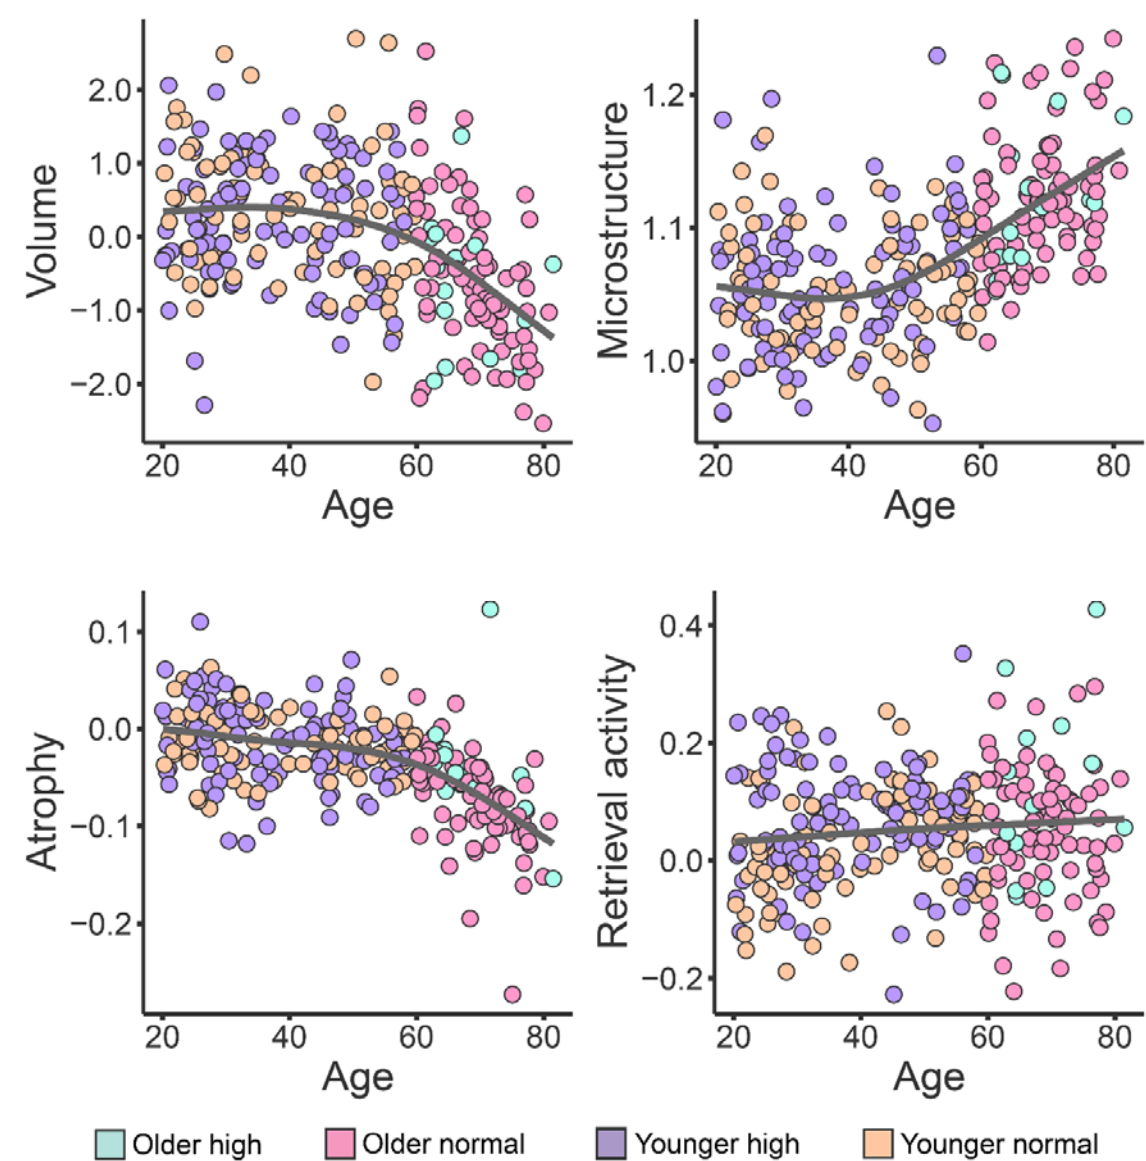 Volume
2.0
1.0
0.0
−1.0
−2.0
20 40 60 80
Age
Microstructure
1.2
1.1
1.0
20 40 60 80
Age
Atrophy
0.1
0.0
−0.1
−0.2
20 40 60 80
Age
Retrieval activity
0.4
0.2
0.0
−0.2
20 40 60 80
Age
Older high Older normal Younger high Younger normal